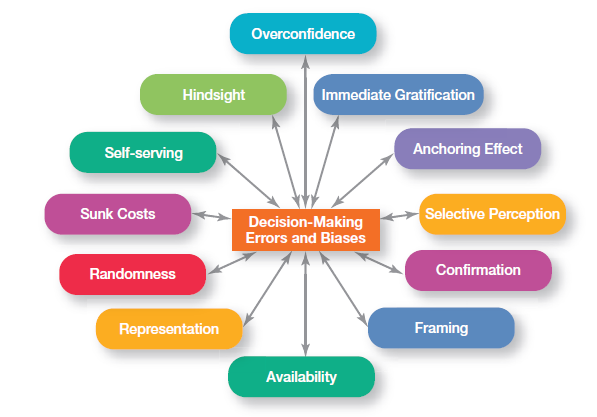 Overconfidence
Hindsight
Immediate Gratification
Self-serving
Anchoring Effect
Sunk Costs
Decision-Making
Errors and Biases
Selective Perception
Randomness
Confirmation
Representation
Framing
Availability